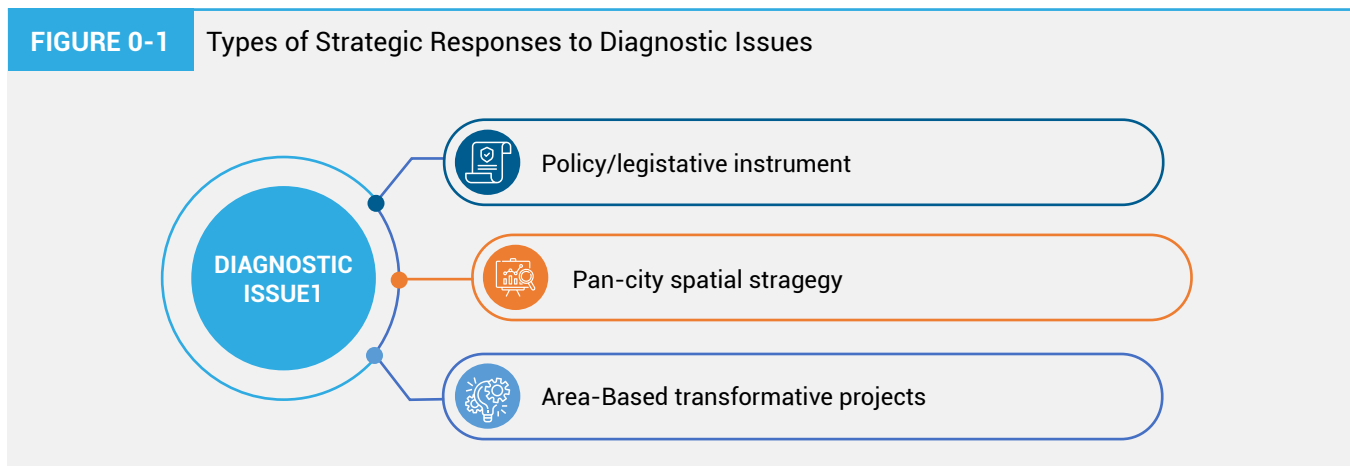 FIGURE 0-1 Types of Strategic Responses to Diagnostic Issues
Policy/legistative instrument
DIAGNOSTIC
ISSUE1
Pan-city spatial stragegy
Area-Based transformative projects